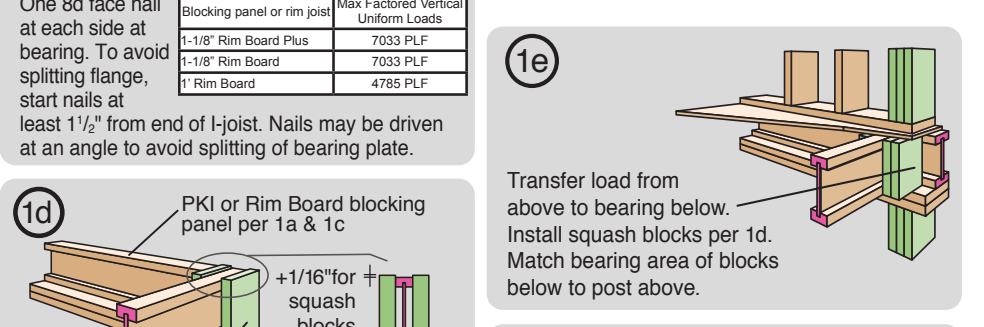 One 8d face nail
at each side at
bearing. To avoid
splitting flange,
start nails at
least 1 1/2" from end of I-joist. Nails may be driven
at an angle to avoid splitting of bearing plate.
Blocking panel or rim joist Max Factored Vertical
Uniform Loads
1-1/8" Rim Board Plus 7033 PLF
1-1/8" Rim Board 7033 PLF
1' Rim Board 4785 PLF
1d
PKI or Rim Board blocking
panel per 1a & 1c
+1/16"for
squash
blocks
1e
Transfer load from
above to bearing below.
Install squash blocks per 1d.
Match bearing area of blocks
below to post above.